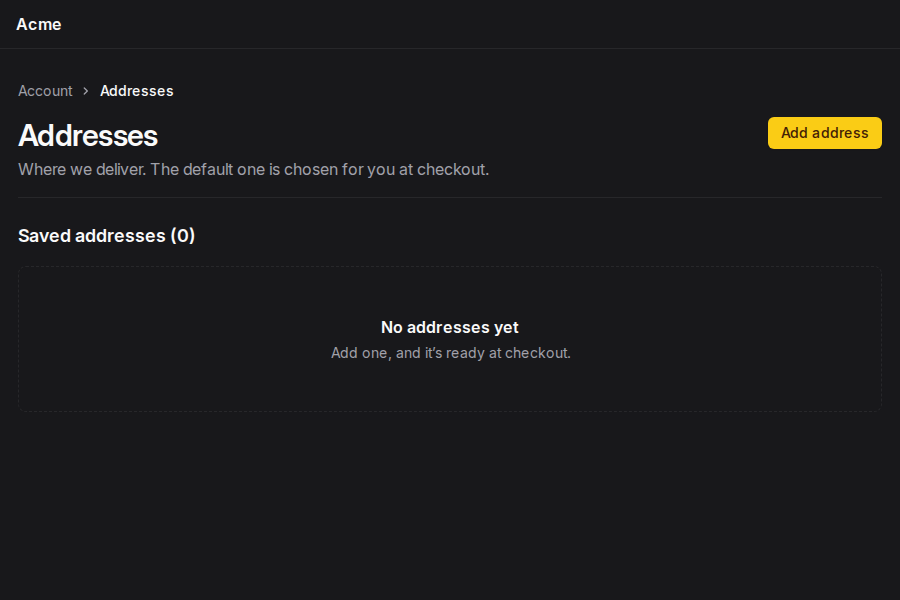 Acme
Account > Addresses
Addresses
Add address
Where we deliver. The default one is chosen for you at checkout.
Saved addresses (0)
No addresses yet
Add one, and it’s ready at checkout.